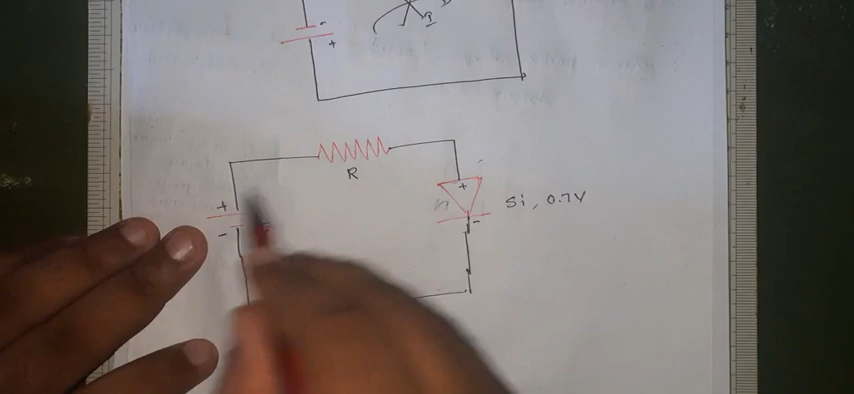 -
+
I
R
+
+
Si, 0.7V
-
-